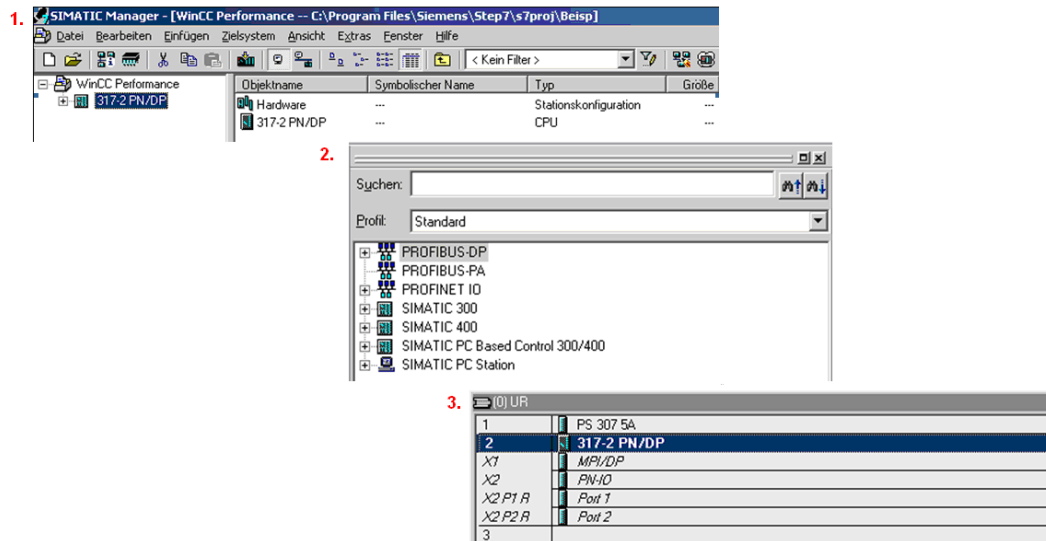 1.
SIMATIC Manager - [WinCC Performance -- C:\Program Files\Siemens\Step7\s7proj\Beisp]
Datei Bearbeiten Einfügen Zielsystem Ansicht Extras Fenster Hilfe
< Kein Filter >
WinCC Performance
317-2 PN/DP
Objektname Symbolischer Name Typ Größe
Hardware --- Stationskonfiguration ---
317-2 PN/DP --- CPU ---
2.
Suchen:
Profil: Standard
PROFIBUS-DP
PROFIBUS-PA
PROFINET IO
SIMATIC 300
SIMATIC 400
SIMATIC PC Based Control 300/400
SIMATIC PC Station
3.
(0) UR
1 PS 307 5A
2 317-2 PN/DP
X1 MPI/DP
X2 PN-IO
X2 P1 R Port 1
X2 P2 R Port 2
3